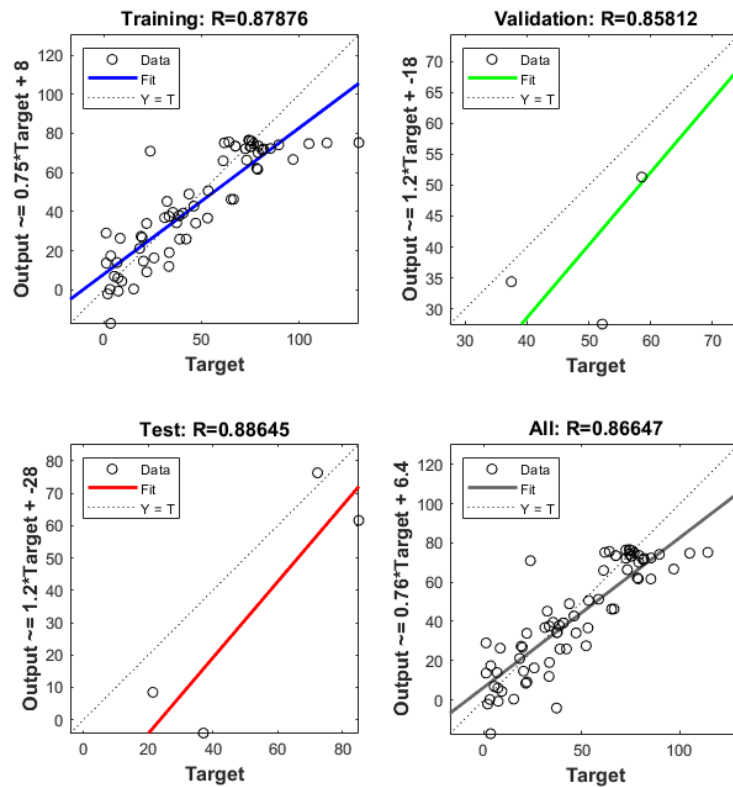 Training: R=0.87876
Output ~= 0.75*Target + 8
120
100
80
60
40
20
0
Data
Fit
Y = T
0
50
100
Target
Validation: R=0.85812
Output ~= 1.2*Target + -18
70
65
60
55
50
45
40
35
30
Data
Fit
Y = T
30
40
50
60
70
Target
Test: R=0.88645
Output ~= 1.2*Target + -28
80
70
60
50
40
30
20
10
0
Data
Fit
Y = T
0
20
40
60
80
Target
All: R=0.86647
Output ~= 0.76*Target + 6.4
120
100
80
60
40
20
0
Data
Fit
Y = T
0
50
100
Target